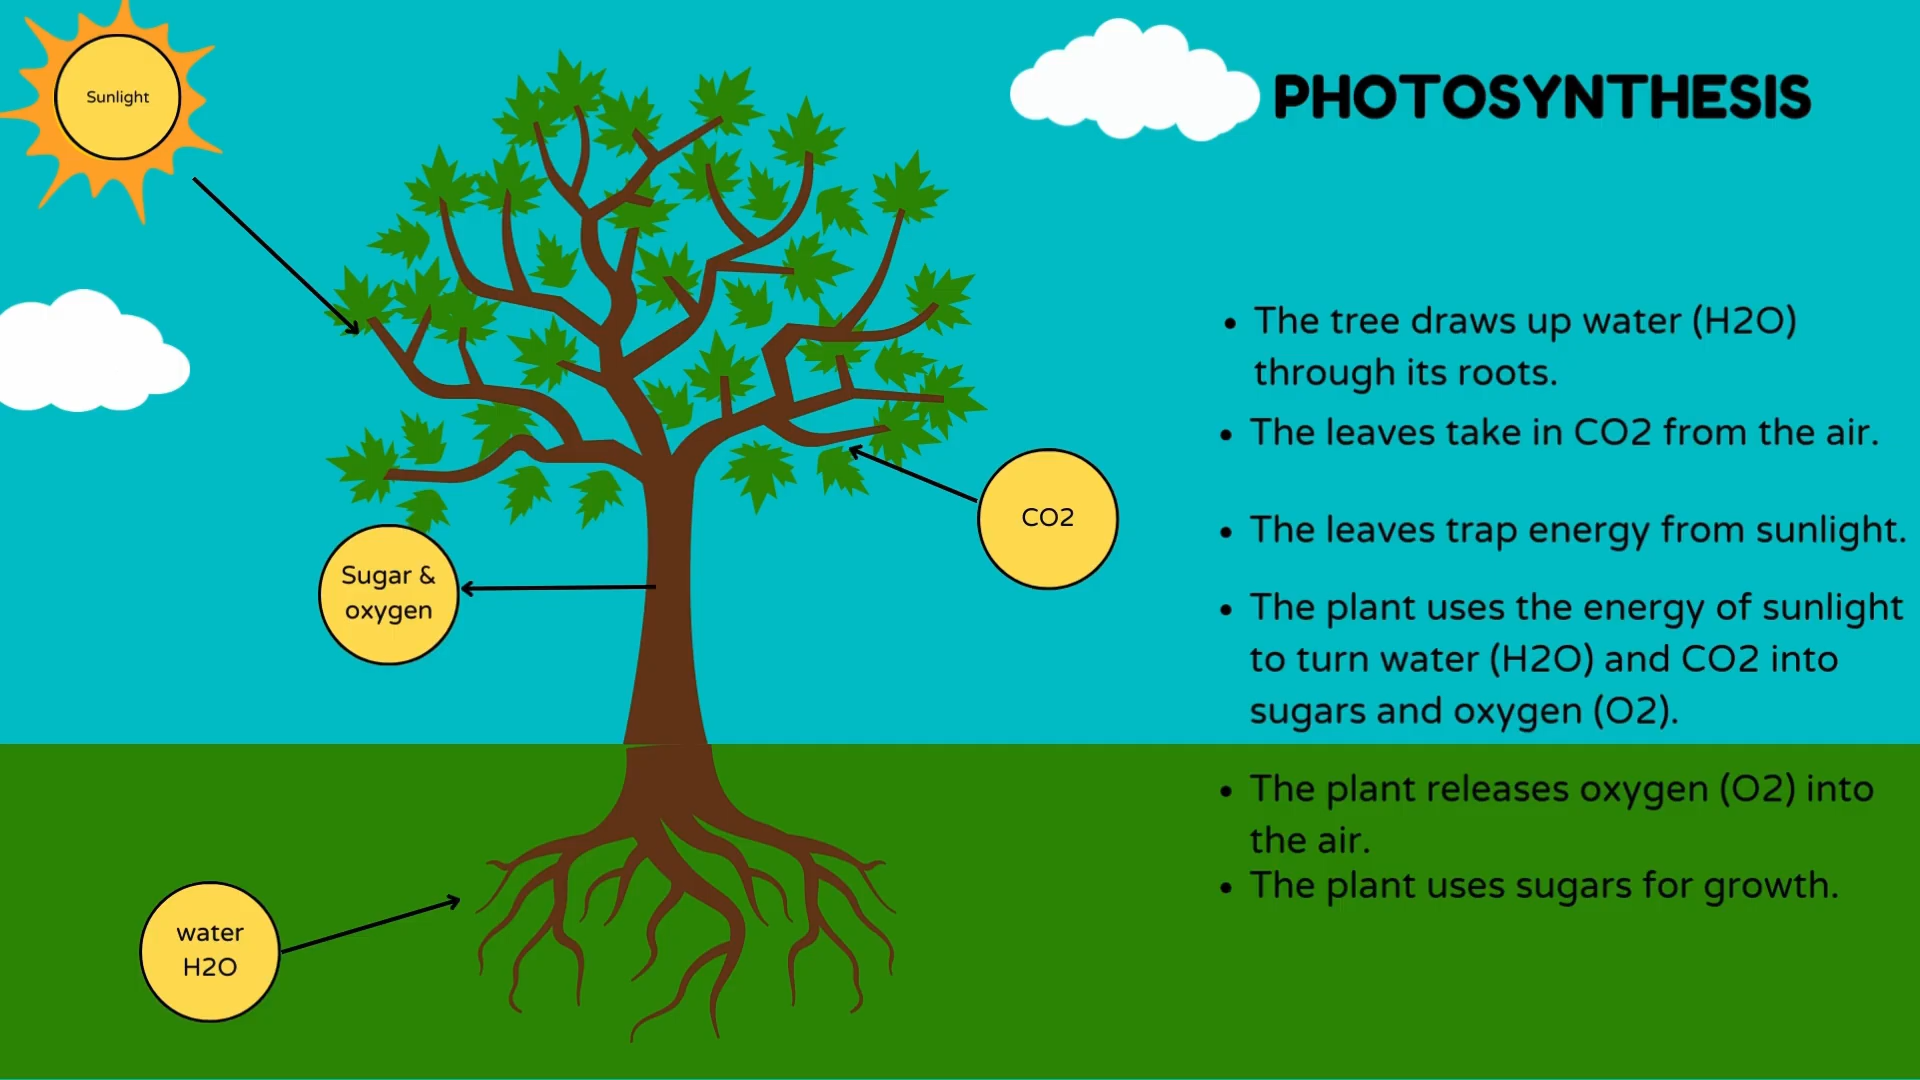 PHOTOSYNTHESIS
Sunlight
• The tree draws up water (H2O)
through its roots.
• The leaves take in CO2 from the air.
• The leaves trap energy from sunlight.
• The plant uses the energy of sunlight
to turn water (H2O) and CO2 into
sugars and oxygen (O2).
• The plant releases oxygen (O2) into
the air.
• The plant uses sugars for growth.
CO2
Sugar &
oxygen
water
H2O